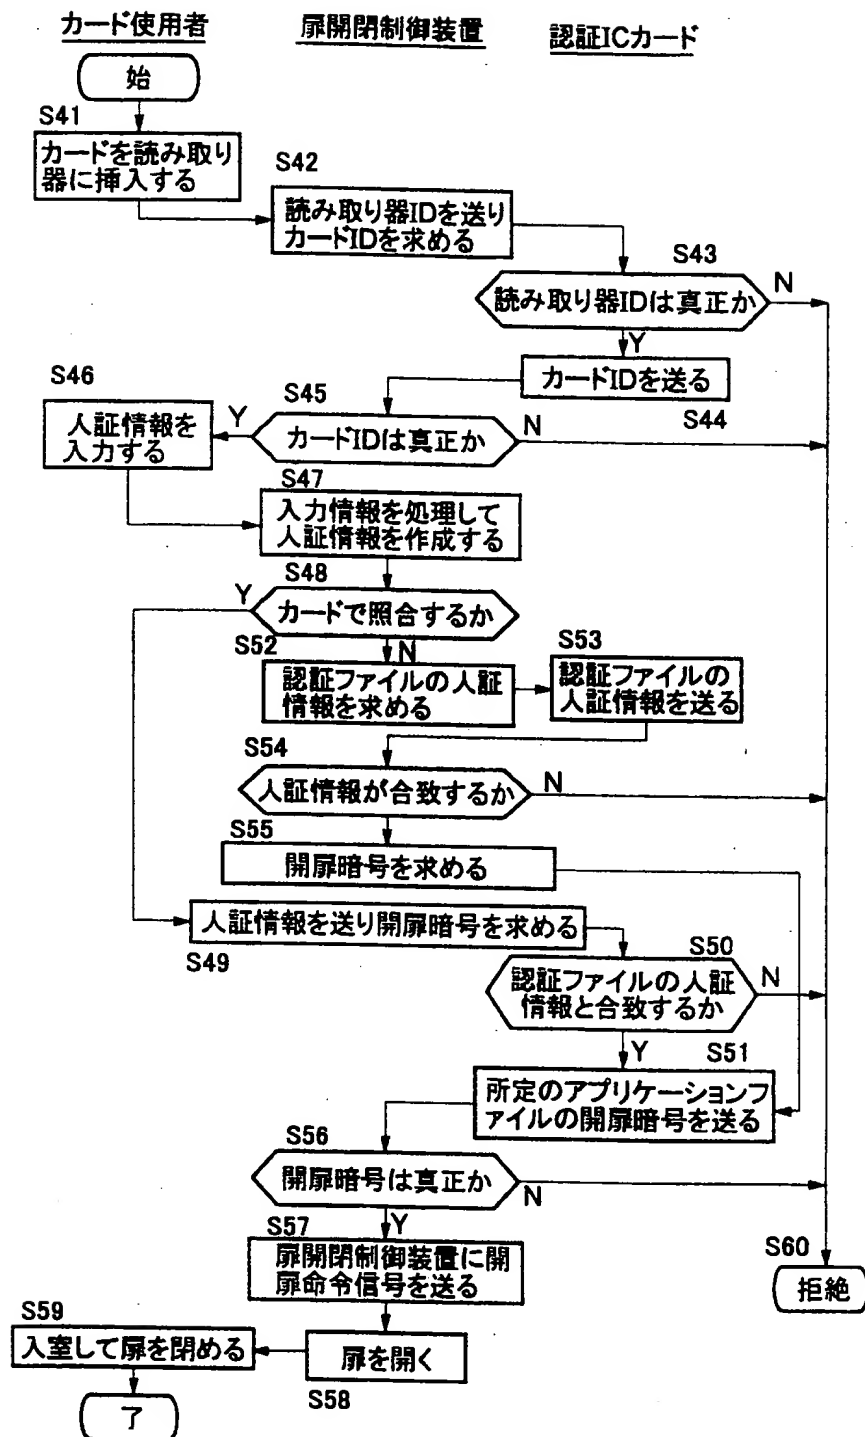 カード使用者
扉開閉制御装置
認証ICカード
始
S41
カードを読み取り
器に挿入する
S42
読み取り器IDを送り
カードIDを求める
S43
読み取り器IDは真正か
N
Y
カードIDを送る
S44
S45
カードIDは真正か
Y
N
S46
人証情報を
入力する
S47
入力情報を処理して
人証情報を作成する
S48
Y
カードで照合するか
N
S52
認証ファイルの人証
情報を求める
S53
認証ファイルの
人証情報を送る
S54
人証情報が合致するか
N
S55
開扉暗号を求める
人証情報を送り開扉暗号を求める
S49
S50
認証ファイルの人証
情報と合致するか
N
Y
S51
所定のアプリケーションフ
ァイルの開扉暗号を送る
S56
開扉暗号は真正か
N
Y
S57
扉開閉制御装置に開
扉命令信号を送る
S60
拒絶
S59
入室して扉を閉める
扉を開く
S58
了